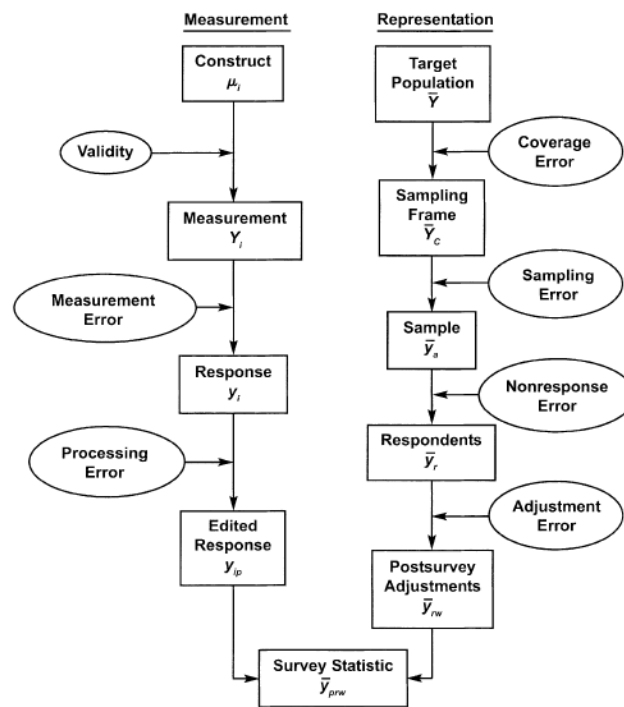 Measurement
Construct
μi
Validity
Measurement
Yi
Measurement
Error
Response
yi
Processing
Error
Edited
Response
yip
Representation
Target
Population
Ȳ
Coverage
Error
Sampling
Frame
ȲC
Sampling
Error
Sample
ȳs
Nonresponse
Error
Respondents
ȳr
Adjustment
Error
Postsurvey
Adjustments
ȳrw
Survey Statistic
ȳprw